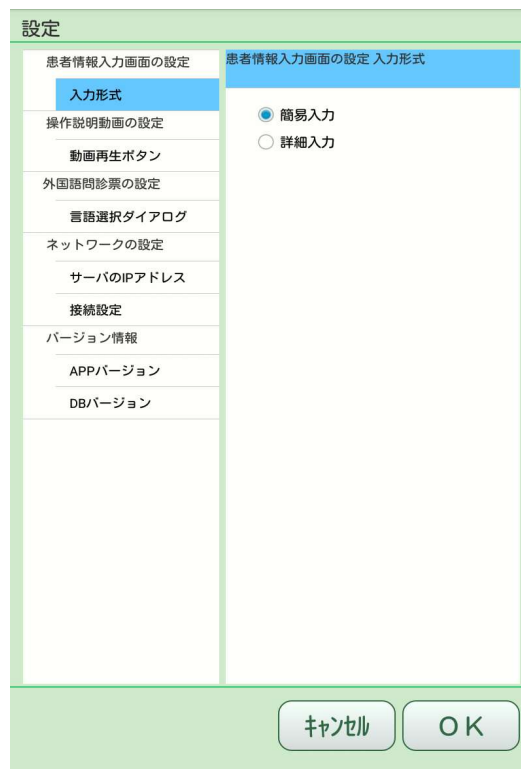 設定
患者情報入力画面の設定
入力形式
操作説明動画の設定
動画再生ボタン
外国語問診票の設定
言語選択ダイアログ
ネットワークの設定
サーバのIPアドレス
接続設定
バージョン情報
APPバージョン
DBバージョン
患者情報入力画面の設定 入力形式
簡易入力
詳細入力
キャンセル
OK